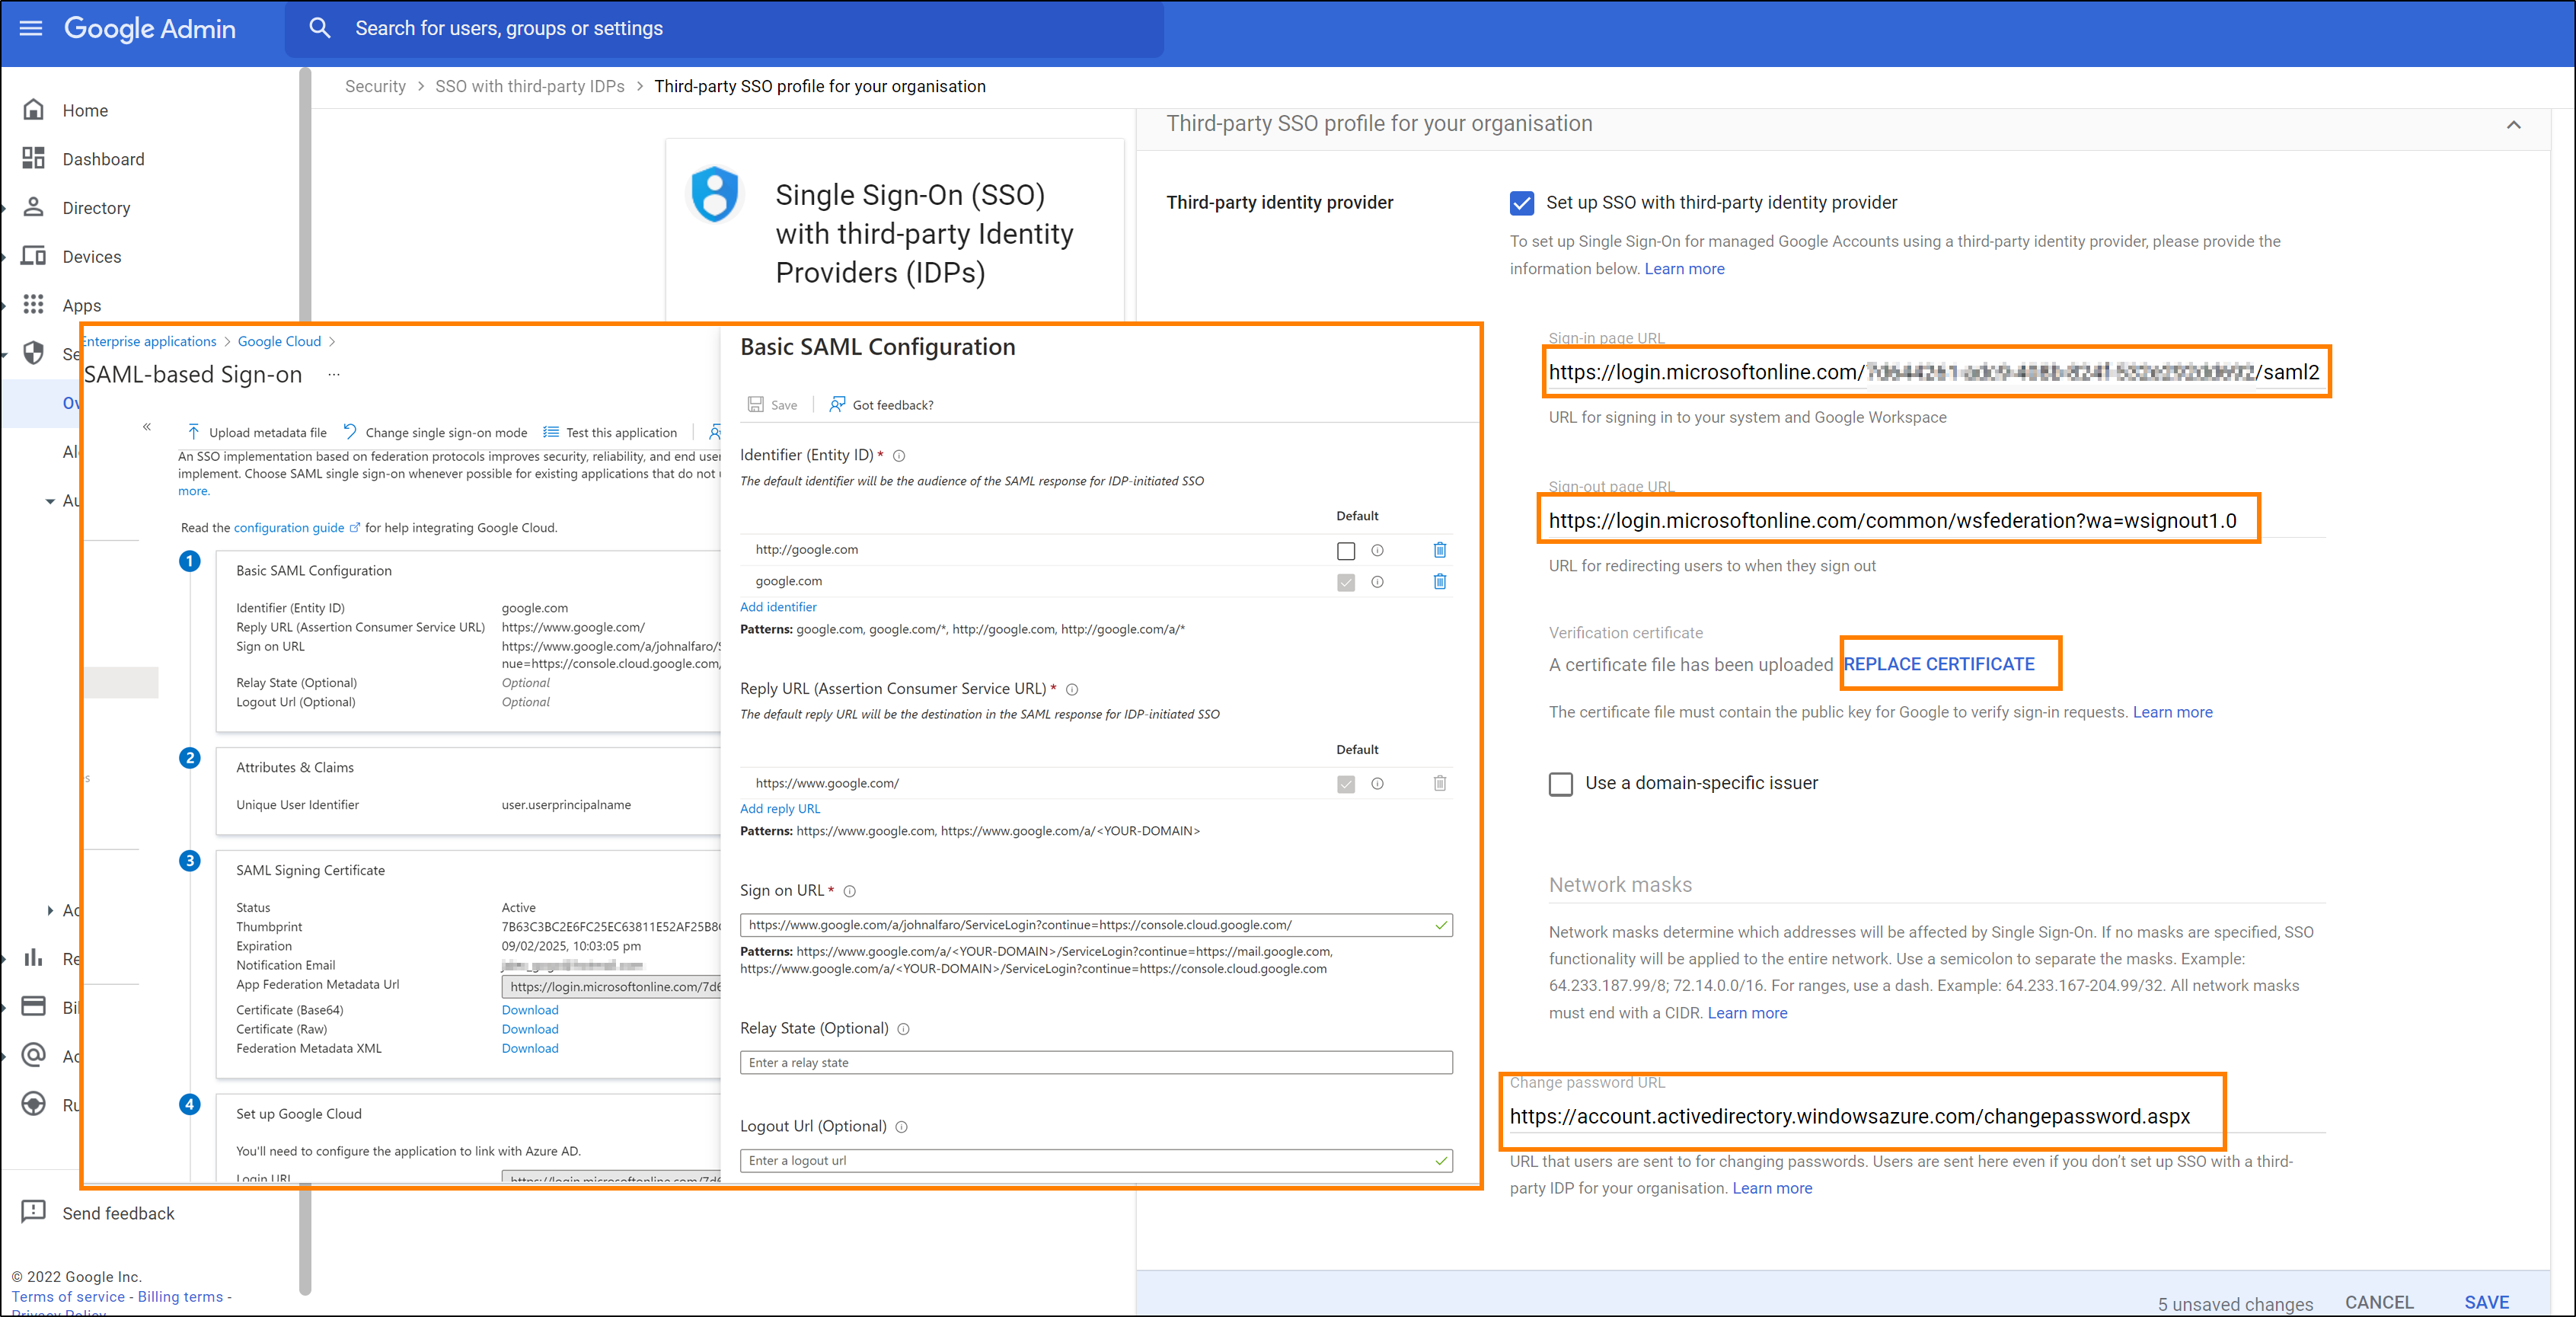 Google Admin
Search for users, groups or settings
Security > SSO with third-party IDPs > Third-party SSO profile for your organisation
Home
Dashboard
Directory
Devices
Apps
Se
Ov
Al
Au
Ac
Re
Bil
Ac
Ru
Send feedback
© 2022 Google Inc.
Terms of service - Billing terms -
Privacy Policy
Single Sign-On (SSO)
with third-party Identity
Providers (IDPs)
Enterprise applications > Google Cloud >
SAML-based Sign-on ...
«
Upload metadata file
Change single sign-on mode
Test this application
An SSO implementation based on federation protocols improves security, reliability, and end user
implement. Choose SAML single sign-on whenever possible for existing applications that do not u
more.
Read the configuration guide for help integrating Google Cloud.
1
Basic SAML Configuration
Identifier (Entity ID) google.com
Reply URL (Assertion Consumer Service URL) https://www.google.com/
Sign on URL https://www.google.com/a/johnalfaro/S
nue=https://console.cloud.google.com,
Relay State (Optional) Optional
Logout Url (Optional) Optional
2
Attributes & Claims
Unique User Identifier user.userprincipalname
3
SAML Signing Certificate
Status Active
Thumbprint 7B63C3BC2E6FC25EC63811E52AF25B8
Expiration 09/02/2025, 10:03:05 pm
Notification Email
App Federation Metadata Url https://login.microsoftonline.com/7d6
Certificate (Base64) Download
Certificate (Raw) Download
Federation Metadata XML Download
4
Set up Google Cloud
You'll need to configure the application to link with Azure AD.
Login URL https://login.microsoftonline.com/7d6
Basic SAML Configuration
Save
Got feedback?
Identifier (Entity ID) *
The default identifier will be the audience of the SAML response for IDP-initiated SSO
Default
http://google.com
google.com
Add identifier
Patterns: google.com, google.com/*, http://google.com, http://google.com/a/*
Reply URL (Assertion Consumer Service URL) *
The default reply URL will be the destination in the SAML response for IDP-initiated SSO
Default
https://www.google.com/
Add reply URL
Patterns: https://www.google.com, https://www.google.com/a/<YOUR-DOMAIN>
Sign on URL *
https://www.google.com/a/johnalfaro/ServiceLogin?continue=https://console.cloud.google.com/
Patterns: https://www.google.com/a/<YOUR-DOMAIN>/ServiceLogin?continue=https://mail.google.com,
https://www.google.com/a/<YOUR-DOMAIN>/ServiceLogin?continue=https://console.cloud.google.com
Relay State (Optional)
Enter a relay state
Logout Url (Optional)
Enter a logout url
Third-party SSO profile for your organisation
Third-party identity provider
Set up SSO with third-party identity provider
To set up Single Sign-On for managed Google Accounts using a third-party identity provider, please provide the
information below. Learn more
Sign-in page URL
https://login.microsoftonline.com/ /saml2
URL for signing in to your system and Google Workspace
Sign-out page URL
https://login.microsoftonline.com/common/wsfederation?wa=wsignout1.0
URL for redirecting users to when they sign out
Verification certificate
A certificate file has been uploaded REPLACE CERTIFICATE
The certificate file must contain the public key for Google to verify sign-in requests. Learn more
Use a domain-specific issuer
Network masks
Network masks determine which addresses will be affected by Single Sign-On. If no masks are specified, SSO
functionality will be applied to the entire network. Use a semicolon to separate the masks. Example:
64.233.187.99/8; 72.14.0.0/16. For ranges, use a dash. Example: 64.233.167-204.99/32. All network masks
must end with a CIDR. Learn more
Change password URL
https://account.activedirectory.windowsazure.com/changepassword.aspx
URL that users are sent to for changing passwords. Users are sent here even if you don't set up SSO with a third-
party IDP for your organisation. Learn more
5 unsaved changes
CANCEL
SAVE